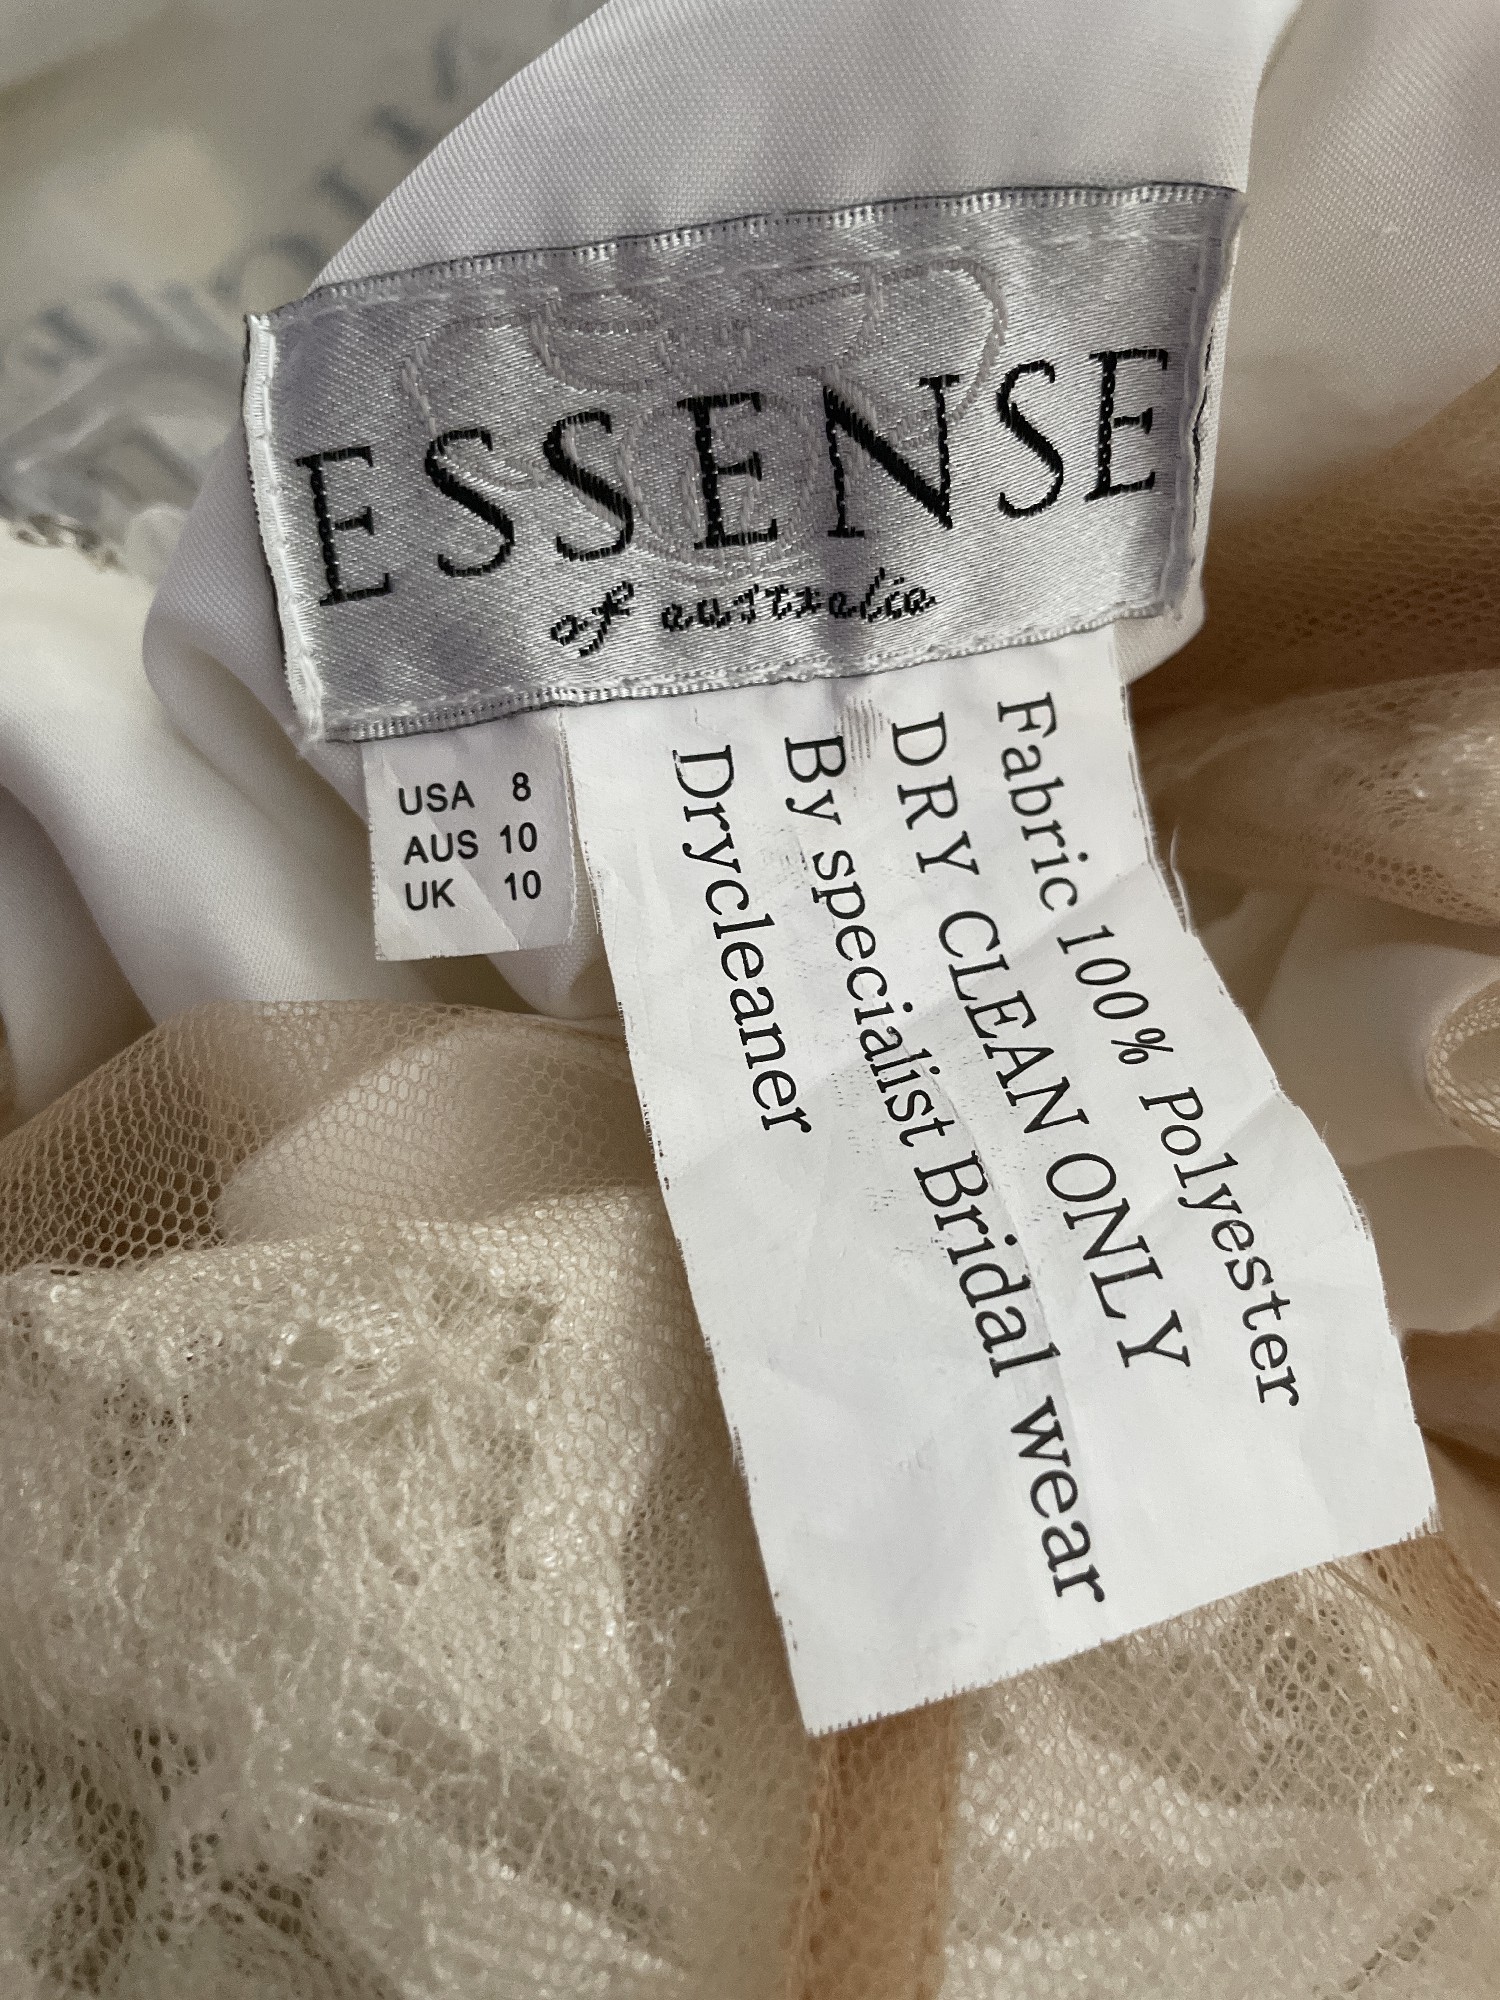 ESSENSE
of australia
USA 8
AUS 10
UK 10
Fabric 100% Polyester
DRY CLEAN ONLY
By specialist Bridal wear
Drycleaner